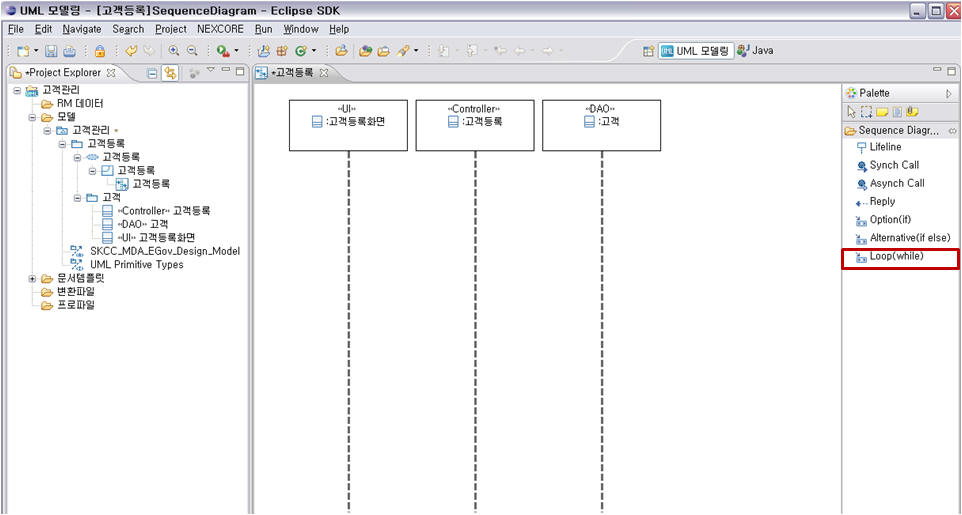 UML 모델링 - [고객등록]SequenceDiagram - Eclipse SDK
File Edit Navigate Search Project NEXCORE Run Window Help
UML 모델링 Java
*Project Explorer
*고객등록
고객관리
RM 데이터
모델
고객관리
고객등록
고객등록
고객등록
고객등록
고객
«Controller» 고객등록
«DAO» 고객
«UI» 고객등록화면
SKCC_MDA_EGov_Design_Model
UML Primitive Types
문서템플릿
변환파일
프로파일
«UI»
:고객등록화면
«Controller»
:고객등록
«DAO»
:고객
Palette
Sequence Diagr...
Lifeline
Synch Call
Asynch Call
Reply
Option(if)
Alternative(if else)
Loop(while)